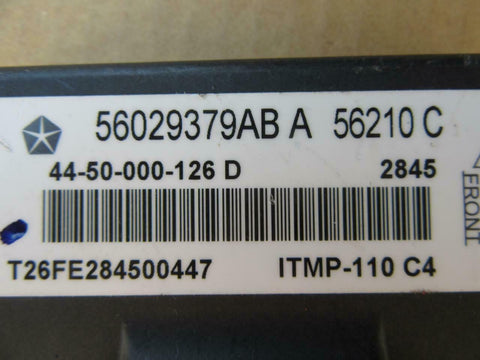 56029379AB A 56210 C
44-50-000-126 D 2845
T26FE284500447 ITMP-110 C4
FRONT